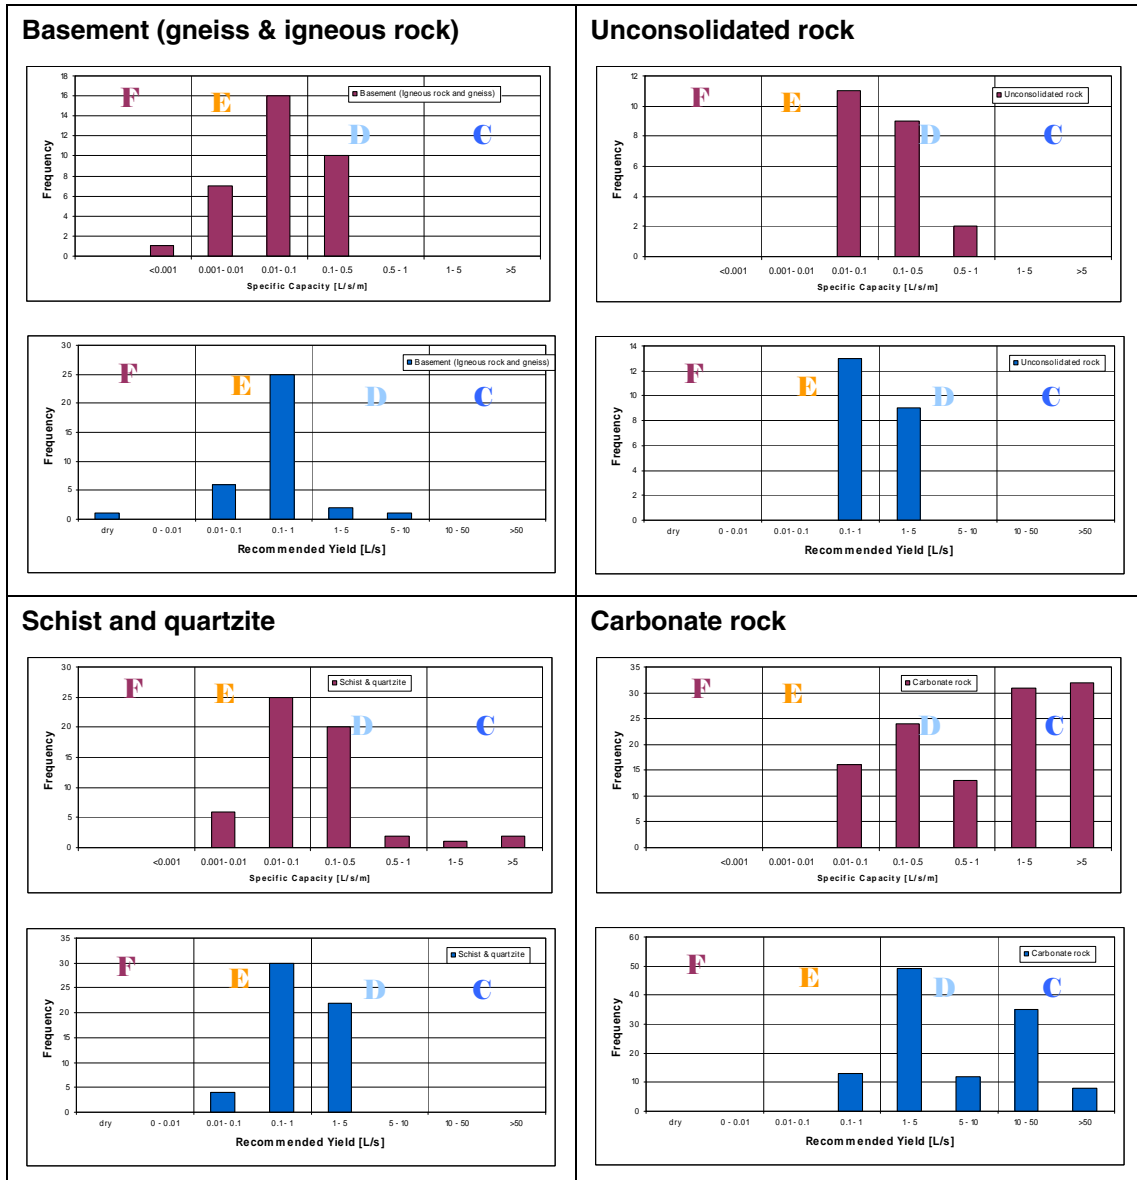 Basement (gneiss & igneous rock)
18
16
14
12
10
8
6
4
2
0
Frequency
F
E
D
C
Basement (Igneous rock and gneiss)
<0.001 0.001- 0.01 0.01- 0.1 0.1- 0.5 0.5 - 1 1 - 5 >5
Specific Capacity [L/s/m]
30
25
20
15
10
5
0
Frequency
F
E
D
C
Basement (Igneous rock and gneiss)
dry 0 - 0.01 0.01- 0.1 0.1- 1 1- 5 5 - 10 10 - 50 >50
Recommended Yield [L/s]
Unconsolidated rock
12
10
8
6
4
2
0
Frequency
F
E
D
C
Unconsolidated rock
<0.001 0.001- 0.01 0.01- 0.1 0.1- 0.5 0.5 - 1 1 - 5 >5
Specific Capacity [L/s/m]
14
12
10
8
6
4
2
0
Frequency
F
E
D
C
Unconsolidated rock
dry 0 - 0.01 0.01- 0.1 0.1- 1 1- 5 5 - 10 10 - 50 >50
Recommended Yield [L/s]
Schist and quartzite
30
25
20
15
10
5
0
Frequency
F
E
D
C
Schist & quartzite
<0.001 0.001- 0.01 0.01- 0.1 0.1- 0.5 0.5 - 1 1- 5 >5
Specific Capacity [L/s/m]
35
30
25
20
15
10
5
0
Frequency
F
E
D
C
Schist & quartzite
dry 0 - 0.01 0.01- 0.1 0.1- 1 1- 5 5 - 10 10 - 50 >50
Recommended Yield [L/s]
Carbonate rock
35
30
25
20
15
10
5
0
Frequency
F
E
D
C
Carbonate rock
<0.001 0.001- 0.01 0.01- 0.1 0.1- 0.5 0.5 - 1 1- 5 >5
Specific Capacity [L/s/m]
60
50
40
30
20
10
0
Frequency
F
E
D
C
Carbonate rock
dry 0 - 0.01 0.01- 0.1 0.1- 1 1- 5 5 - 10 10 - 50 >50
Recommended Yield [L/s]